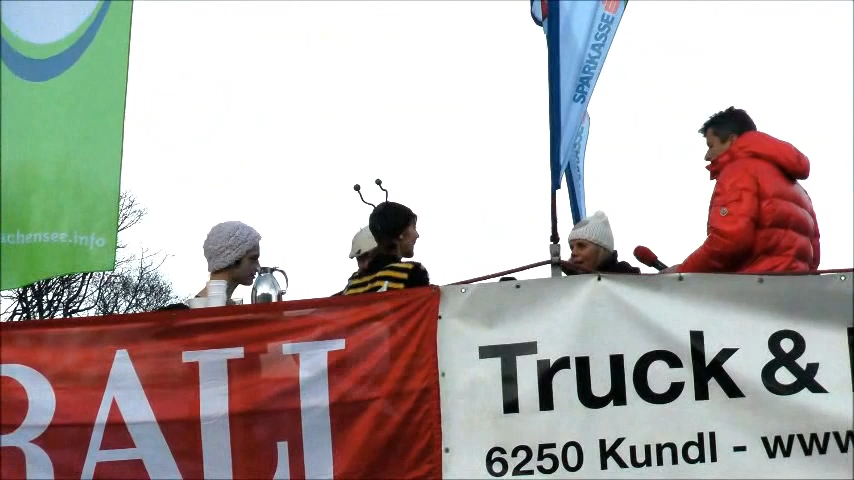 achensee.info
SPARKASSE
RALI
Truck &
6250 Kundl - www